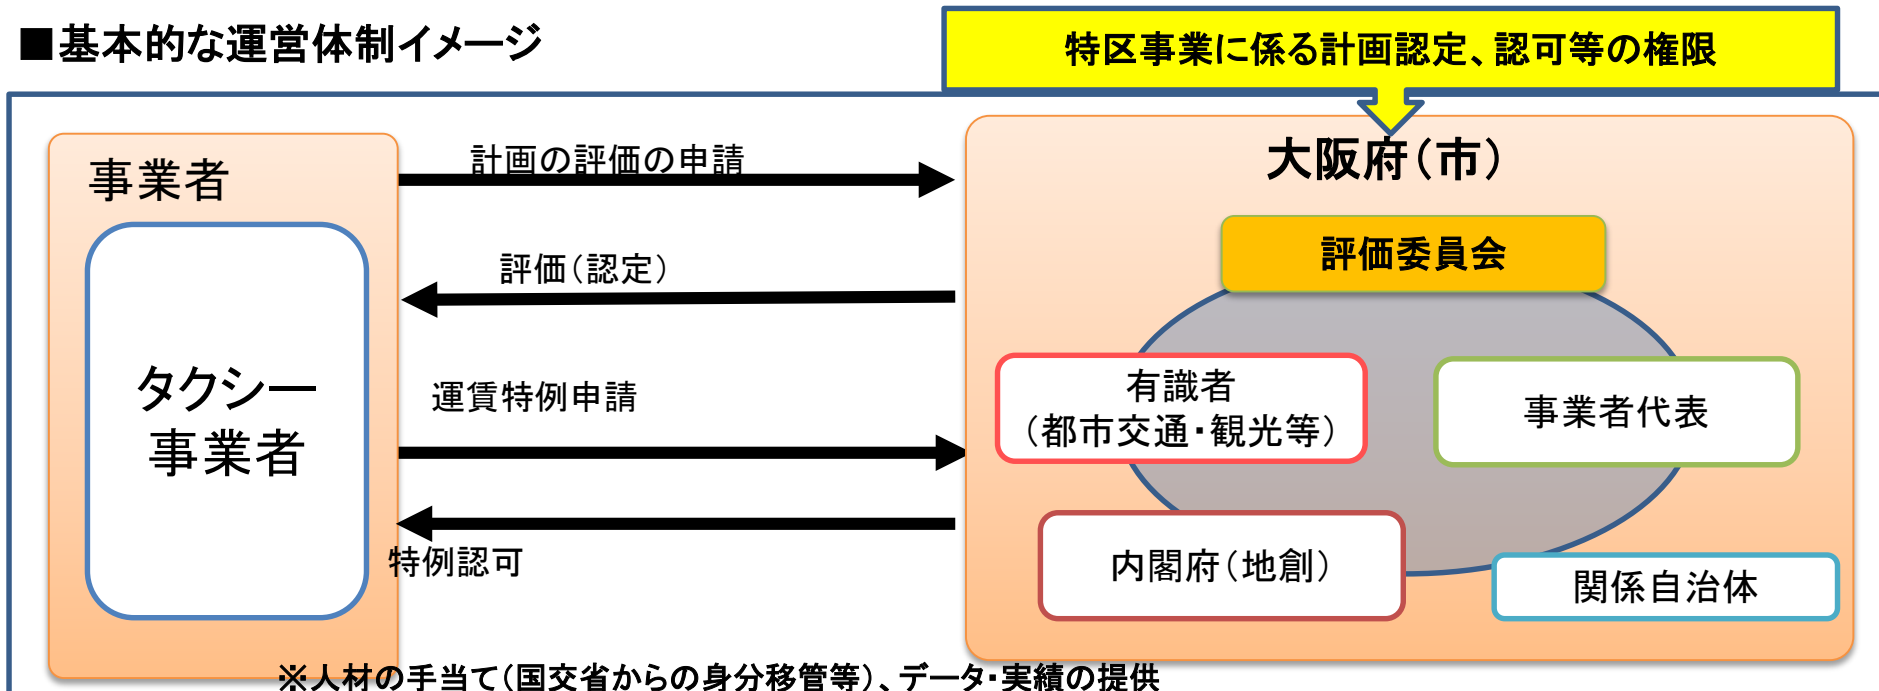 ■基本的な運営体制イメージ
特区事業に係る計画認定、認可等の権限
事業者
タクシー
事業者
計画の評価の申請
評価（認定）
運賃特例申請
特例認可
大阪府（市）
評価委員会
有識者
（都市交通・観光等）
事業者代表
内閣府（地創）
関係自治体
※人材の手当て（国交省からの身分移管等）、データ・実績の提供